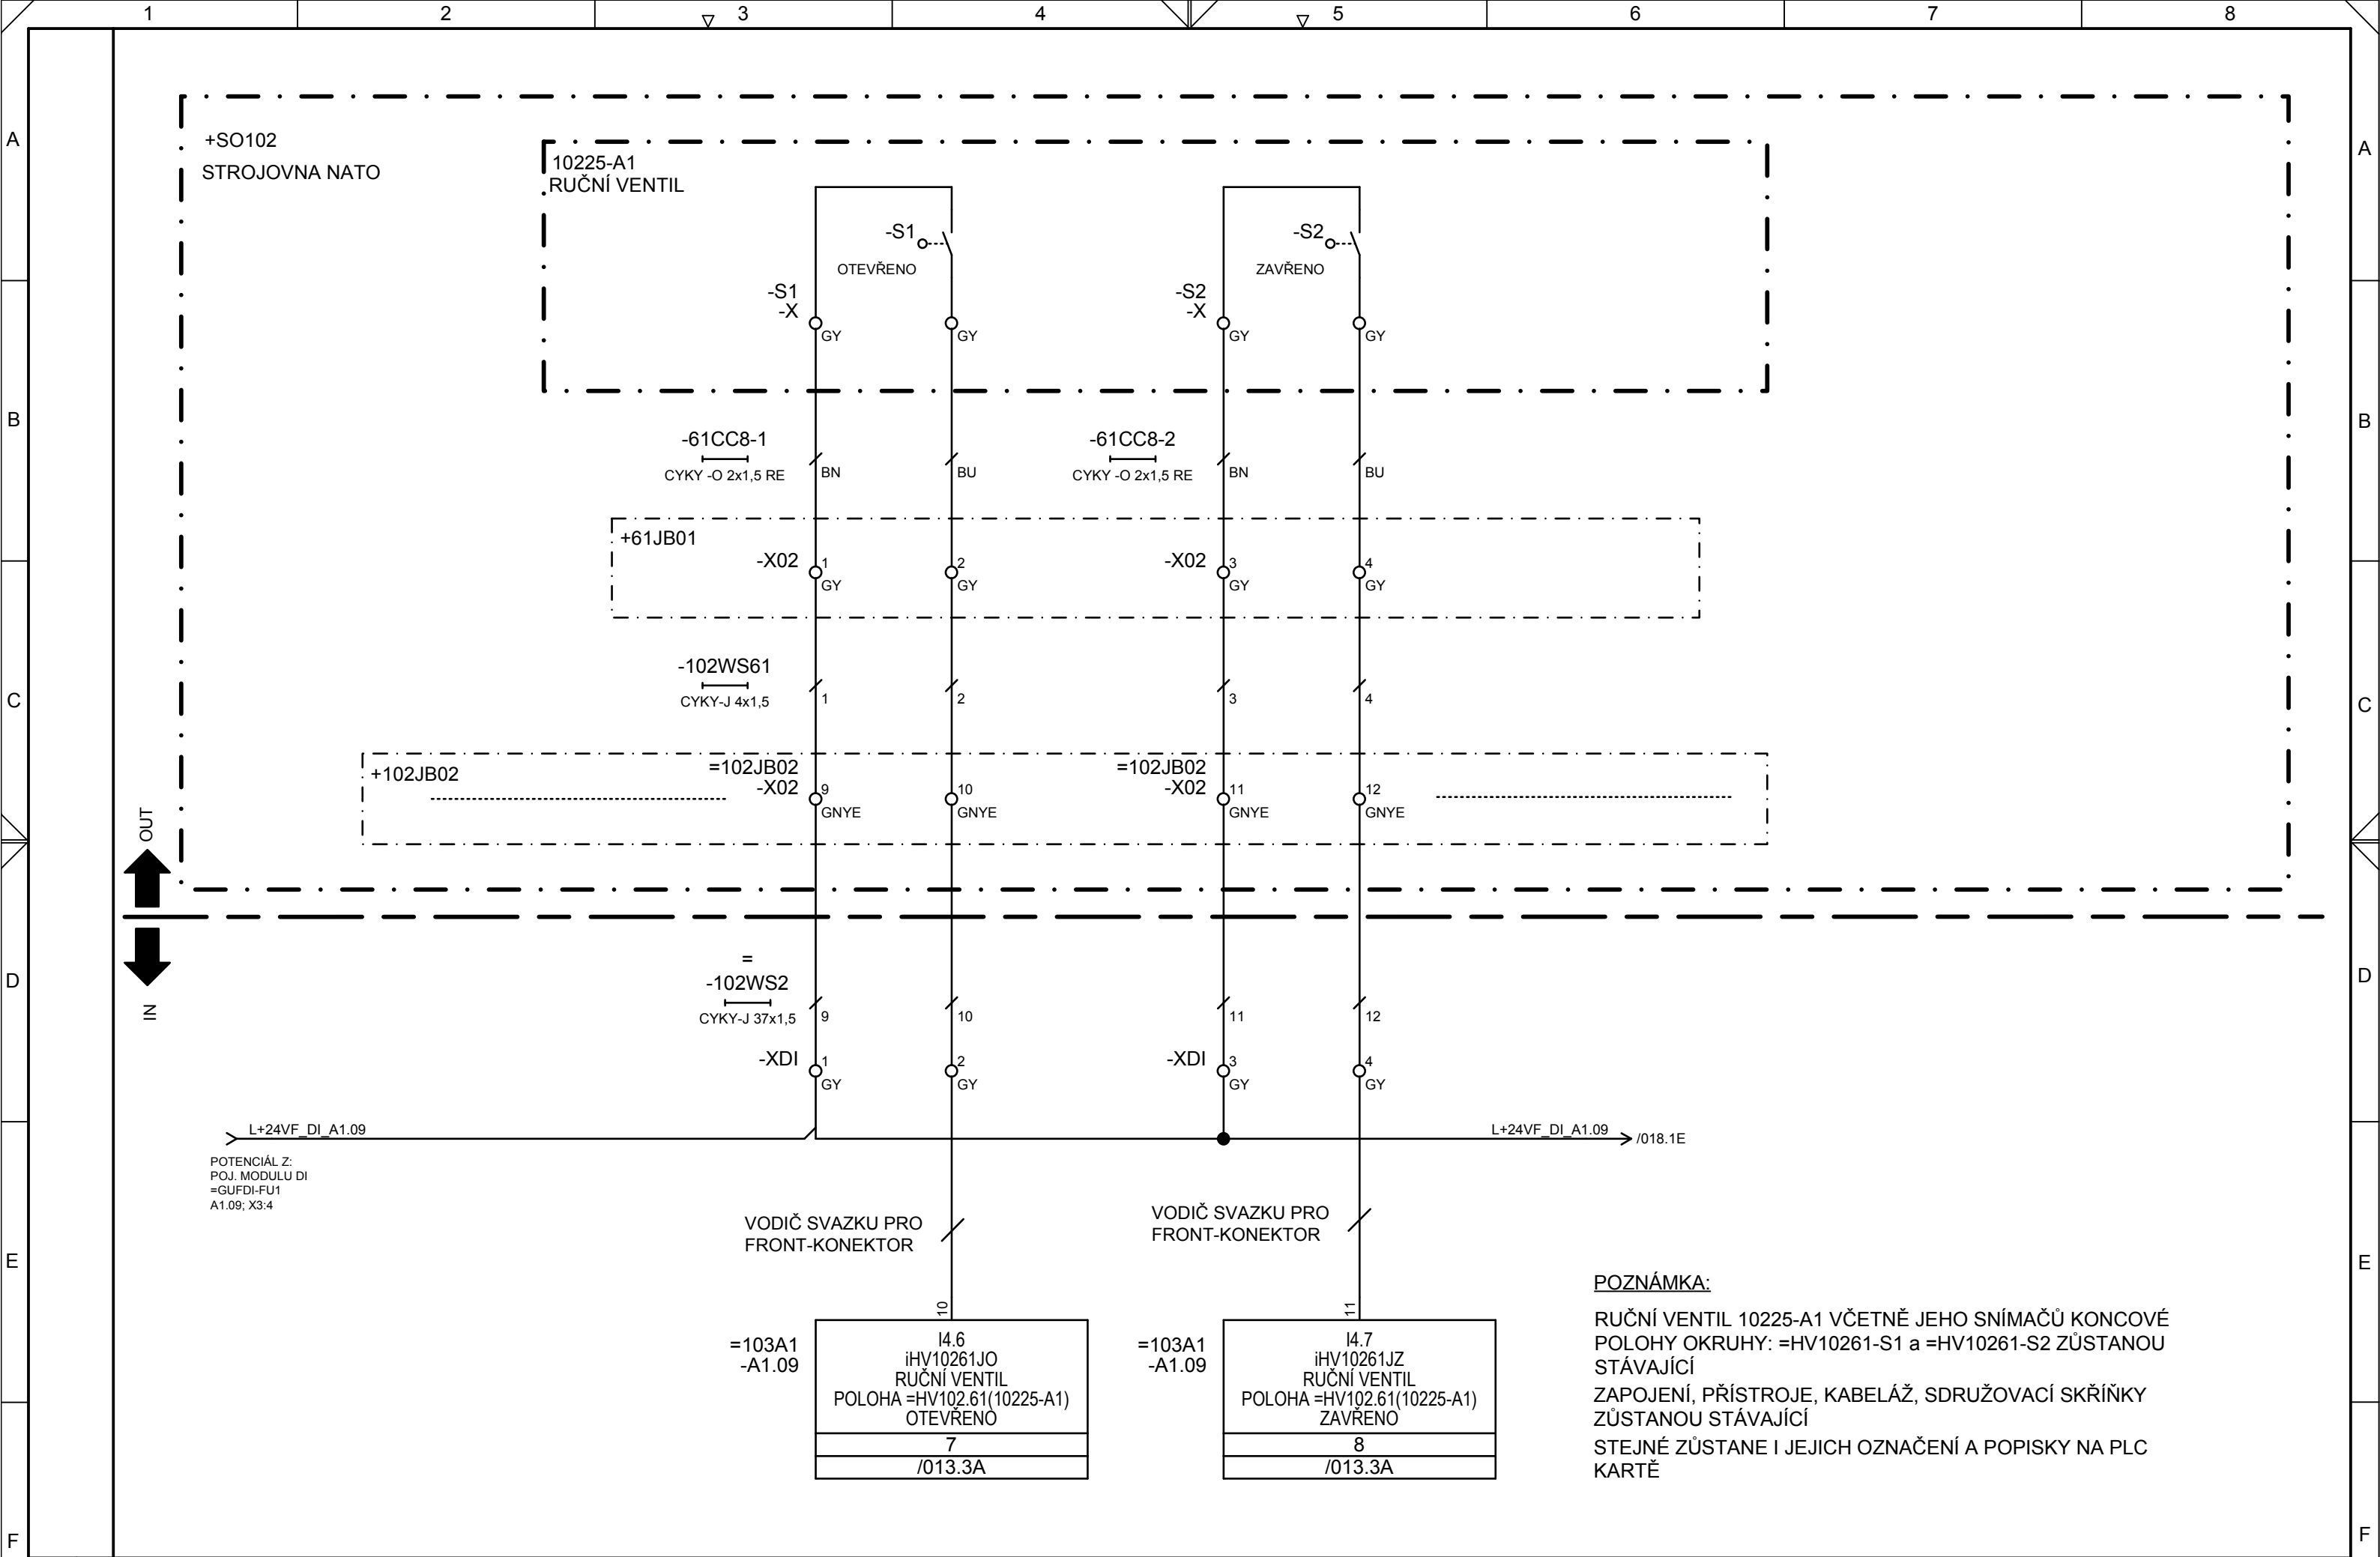 1 2 3 4 5 6 7 8
A A
+SO102
STROJOVNA NATO
10225-A1
RUČNÍ VENTIL
-S1 -S2
OTEVŘENO ZAVŘENO
-S1 -S2
-X -X
GY GY GY GY
B B
-61CC8-1 -61CC8-2
CYKY -O 2x1,5 RE BN BU CYKY -O 2x1,5 RE BN BU
+61JB01
-X02 1 2 -X02 3 4
GY GY GY GY
-102WS61
C C
CYKY-J 4x1,5 1 2 3 4
+102JB02 =102JB02 =102JB02
-X02 9 10 -X02 11 12
GNYE GNYE GNYE GNYE
OUT
IN
D D
=
-102WS2
CYKY-J 37x1,5 9 10 11 12
-XDI 1 2 -XDI 3 4
GY GY GY GY
L+24VF_DI_A1.09 L+24VF_DI_A1.09 /018.1E
POTENCIÁL Z:
POJ. MODULU DI
=GUFDI-FU1
A1.09; X3:4
VODIČ SVAZKU PRO
FRONT-KONEKTOR
VODIČ SVAZKU PRO
FRONT-KONEKTOR
E E
10 11
=103A1
-A1.09
I4.6
iHV10261JO
RUČNÍ VENTIL
POLOHA =HV102.61(10225-A1)
OTEVŘENO
7
/013.3A
=103A1
-A1.09
I4.7
iHV10261JZ
RUČNÍ VENTIL
POLOHA =HV102.61(10225-A1)
ZAVŘENO
8
/013.3A
POZNÁMKA:
RUČNÍ VENTIL 10225-A1 VČETNĚ JEHO SNÍMAČŮ KONCOVÉ
POLOHY OKRUHY: =HV10261-S1 a =HV10261-S2 ZŮSTANOU
STÁVAJÍCÍ
ZAPOJENÍ, PŘÍSTROJE, KABELÁŽ, SDRUŽOVACÍ SKŘÍŇKY
ZŮSTANOU STÁVAJÍCÍ
STEJNÉ ZŮSTANE I JEJICH OZNAČENÍ A POPISKY NA PLC
KARTĚ
F F